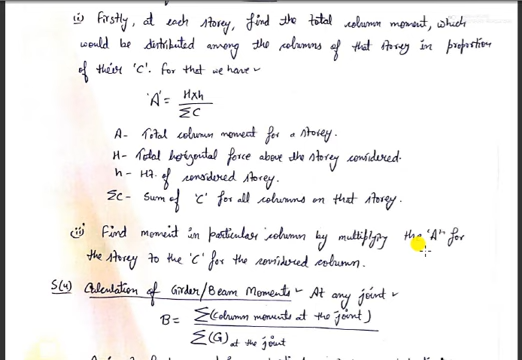 (i) Firstly, at each storey, find the total column moment, which
would be distributed among the columns of that storey in proportion
of their 'C'. For that we have -
'A' = H×h
ΣC
A- Total column moment for a storey.
H- Total horizontal force above the storey considered.
h- Ht. of considered storey.
ΣC- Sum of 'C' for all columns on that storey.
(ii) Find moment in particular column by multiplyzy the 'A' for
the storey to the 'C' for the considered column.
S(4) Calculation of Girder/Beam Moments - At any joint -
B = Σ(Column moments at the joint)
Σ(G) at the joint